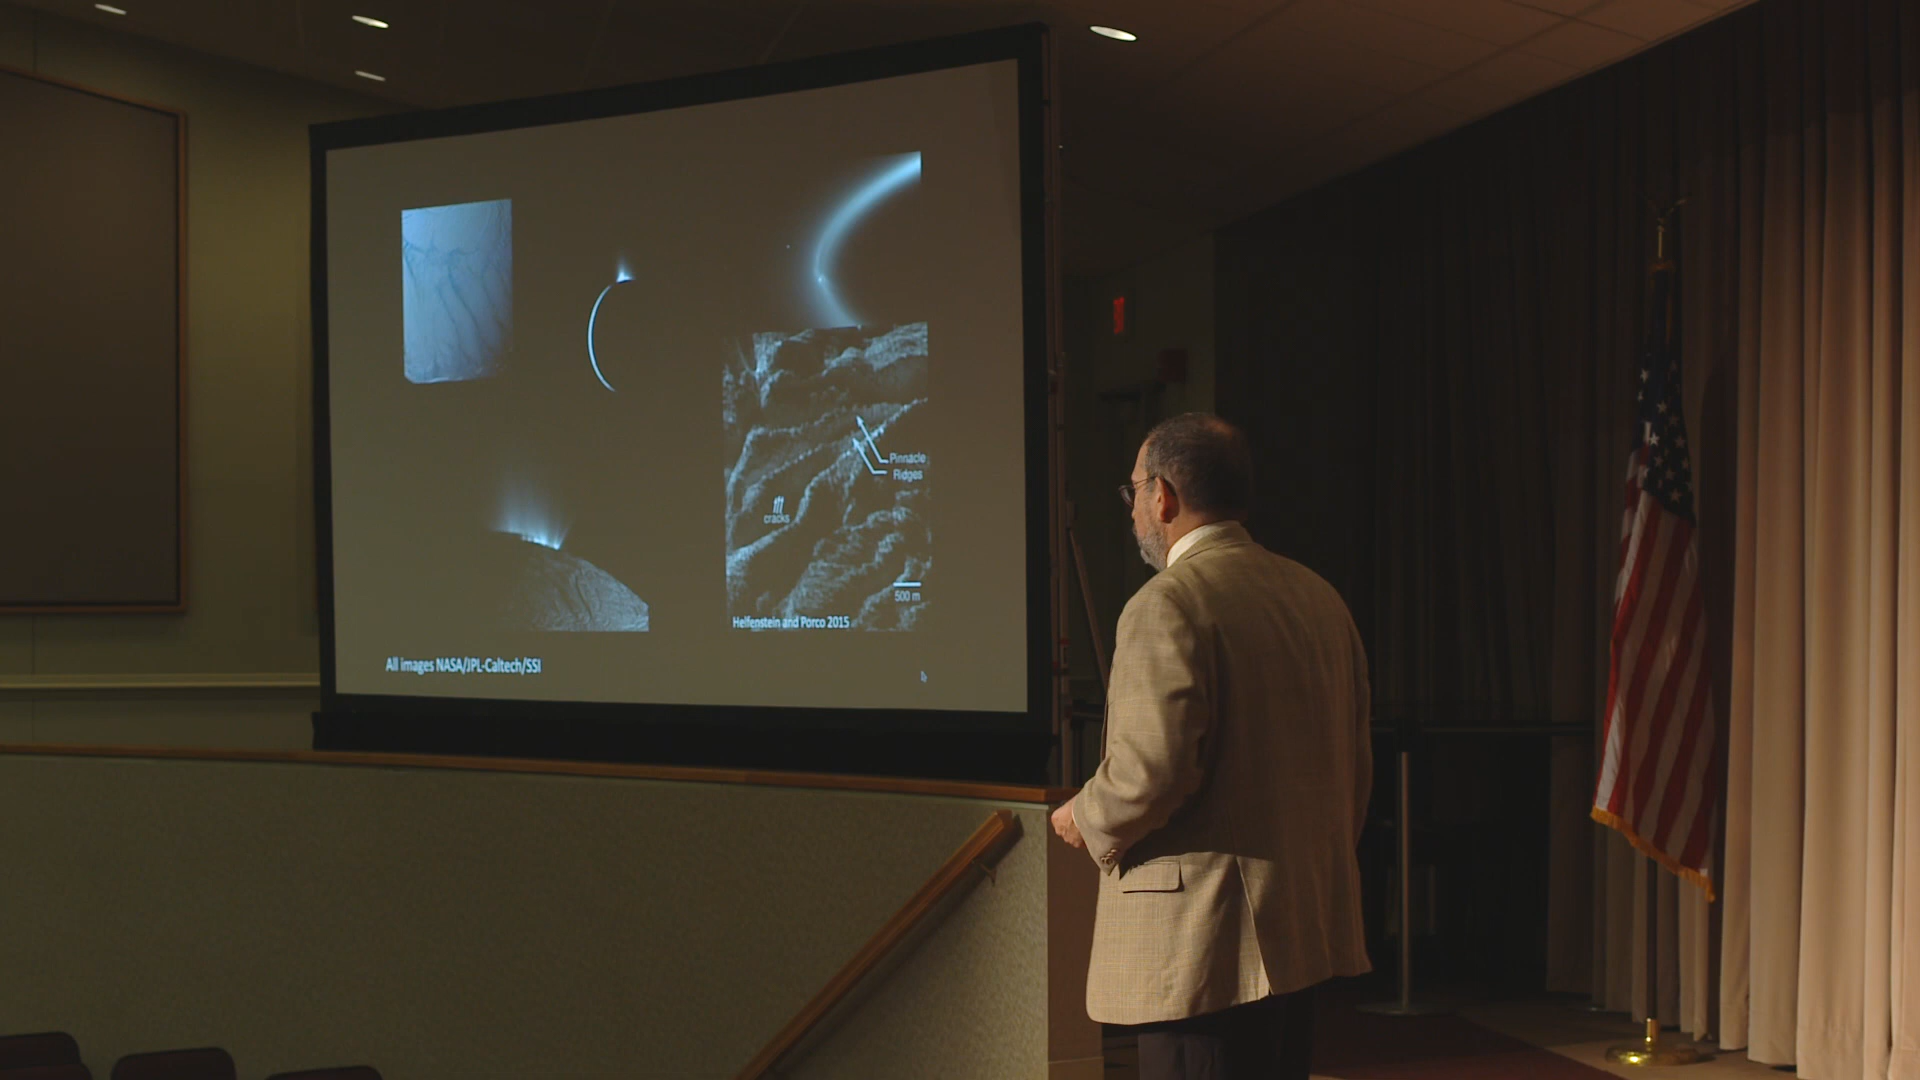 Pinnacle
Ridges
cracks
500 m
Helfenstein and Porco 2015
All images NASA/JPL-Caltech/SSI